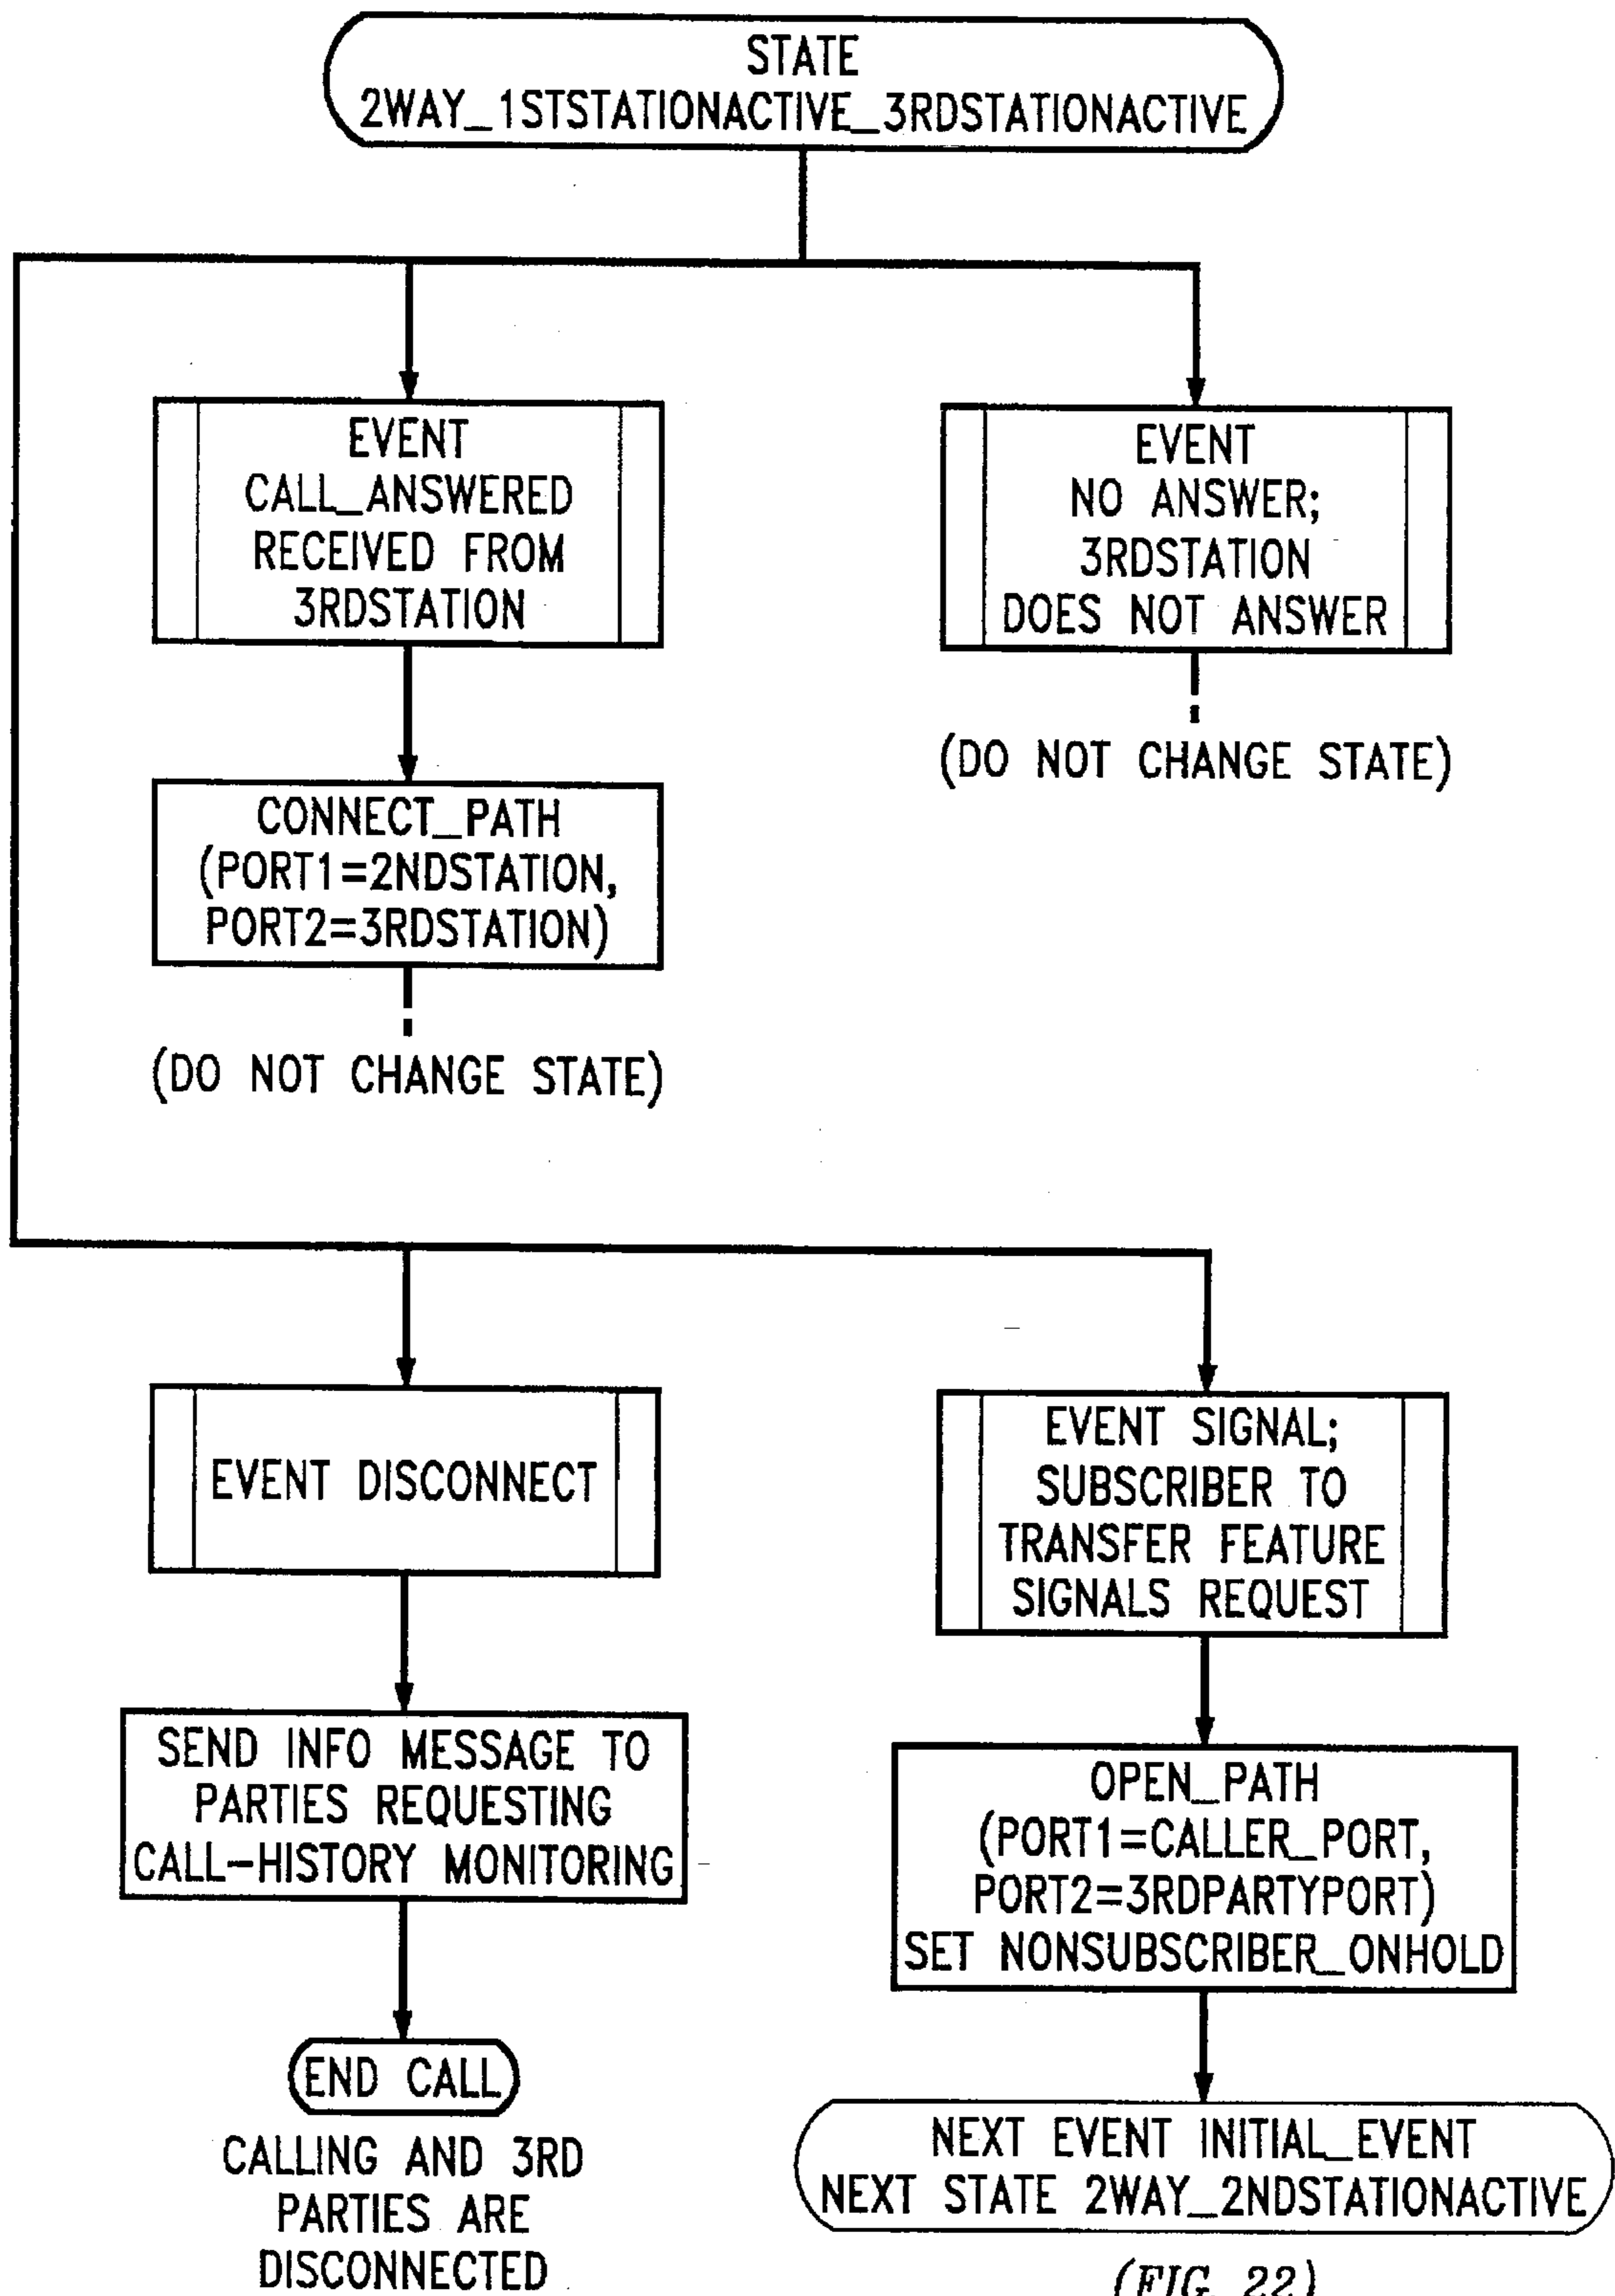 STATE
2WAY_1STSTATIONACTIVE_3RDSTATIONACTIVE
EVENT
CALL_ANSWERED
RECEIVED FROM
3RDSTATION
EVENT
NO ANSWER;
3RDSTATION
DOES NOT ANSWER
(DO NOT CHANGE STATE)
CONNECT_PATH
(PORT1=2NDSTATION,
PORT2=3RDSTATION)
(DO NOT CHANGE STATE)
EVENT DISCONNECT
EVENT SIGNAL;
SUBSCRIBER TO
TRANSFER FEATURE
SIGNALS REQUEST
SEND INFO MESSAGE TO
PARTIES REQUESTING
CALL-HISTORY MONITORING
OPEN_PATH
(PORT1=CALLER_PORT,
PORT2=3RDPARTYPORT)
SET NONSUBSCRIBER_ONHOLD
END CALL
CALLING AND 3RD
PARTIES ARE
DISCONNECTED
NEXT EVENT INITIAL_EVENT
NEXT STATE 2WAY_2NDSTATIONACTIVE
(FIG. 22)